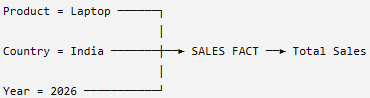 Product = Laptop
Country = India
SALES FACT
Total Sales
Year = 2026